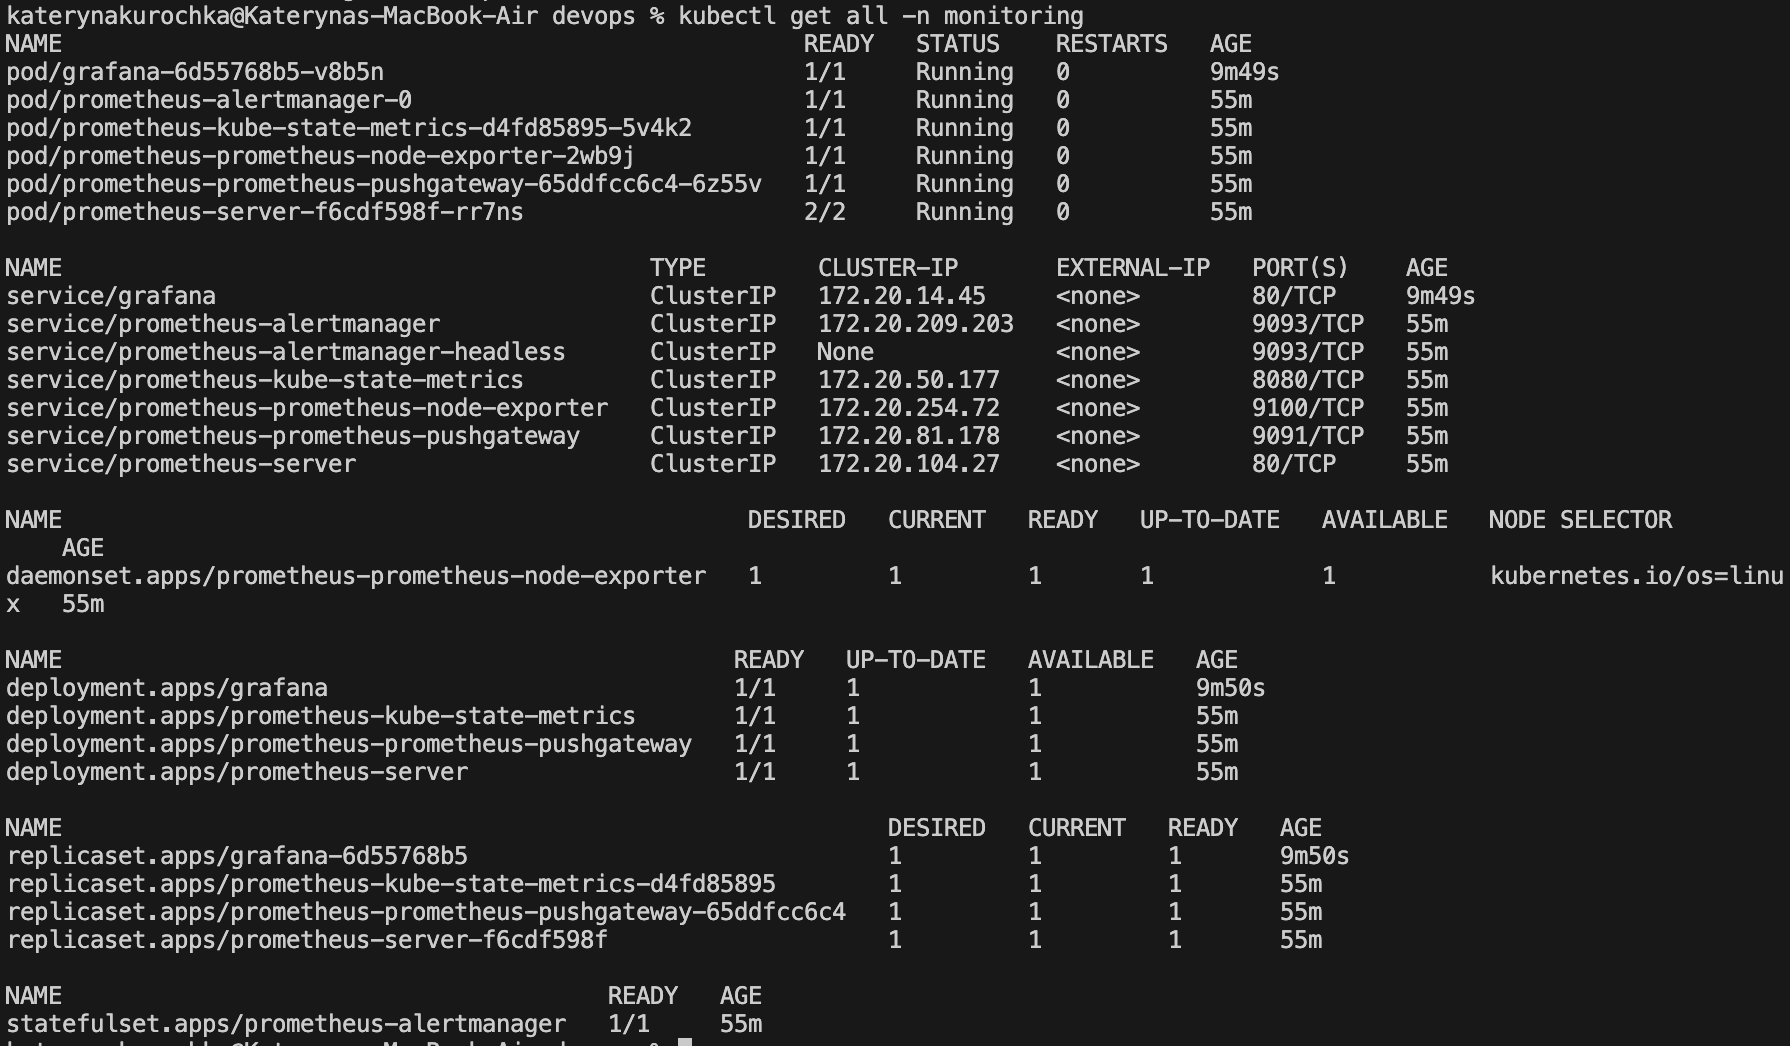 katerynakurochka@Katerynas-MacBook-Air devops % kubectl get all -n monitoring
NAME READY STATUS RESTARTS AGE
pod/grafana-6d55768b5-v8b5n 1/1 Running 0 9m49s
pod/prometheus-alertmanager-0 1/1 Running 0 55m
pod/prometheus-kube-state-metrics-d4fd85895-5v4k2 1/1 Running 0 55m
pod/prometheus-prometheus-node-exporter-2wb9j 1/1 Running 0 55m
pod/prometheus-prometheus-pushgateway-65ddfcc6c4-6z55v 1/1 Running 0 55m
pod/prometheus-server-f6cdf598f-rr7ns 2/2 Running 0 55m
NAME TYPE CLUSTER-IP EXTERNAL-IP PORT(S) AGE
service/grafana ClusterIP 172.20.14.45 <none> 80/TCP 9m49s
service/prometheus-alertmanager ClusterIP 172.20.209.203 <none> 9093/TCP 55m
service/prometheus-alertmanager-headless ClusterIP None <none> 9093/TCP 55m
service/prometheus-kube-state-metrics ClusterIP 172.20.50.177 <none> 8080/TCP 55m
service/prometheus-prometheus-node-exporter ClusterIP 172.20.254.72 <none> 9100/TCP 55m
service/prometheus-prometheus-pushgateway ClusterIP 172.20.81.178 <none> 9091/TCP 55m
service/prometheus-server ClusterIP 172.20.104.27 <none> 80/TCP 55m
NAME DESIRED CURRENT READY UP-TO-DATE AVAILABLE NODE SELECTOR
AGE
daemonset.apps/prometheus-prometheus-node-exporter 1 1 1 1 1 kubernetes.io/os=linu
x 55m
NAME READY UP-TO-DATE AVAILABLE AGE
deployment.apps/grafana 1/1 1 1 9m50s
deployment.apps/prometheus-kube-state-metrics 1/1 1 1 55m
deployment.apps/prometheus-prometheus-pushgateway 1/1 1 1 55m
deployment.apps/prometheus-server 1/1 1 1 55m
NAME DESIRED CURRENT READY AGE
replicaset.apps/grafana-6d55768b5 1 1 1 9m50s
replicaset.apps/prometheus-kube-state-metrics-d4fd85895 1 1 1 55m
replicaset.apps/prometheus-prometheus-pushgateway-65ddfcc6c4 1 1 1 55m
replicaset.apps/prometheus-server-f6cdf598f 1 1 1 55m
NAME READY AGE
statefulset.apps/prometheus-alertmanager 1/1 55m